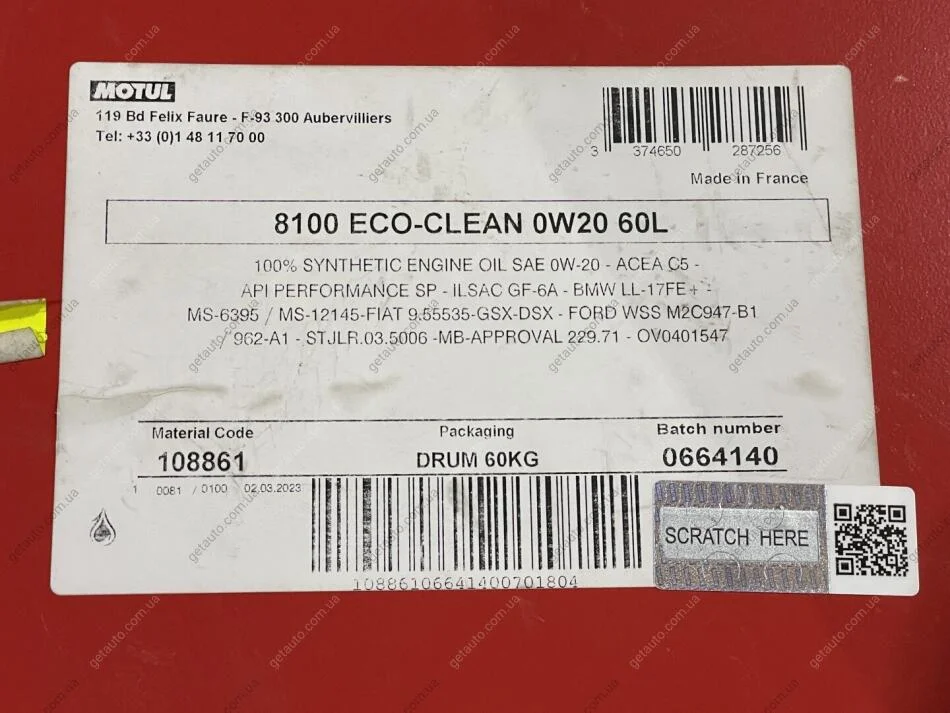 MOTUL
119 Bd Felix Faure - F-93 300 Aubervilliers
Tel: +33 (0)1 48 11 70 00
3 374650 287256
Made in France
8100 ECO-CLEAN 0W20 60L
100% SYNTHETIC ENGINE OIL SAE 0W-20 - ACEA C5 -
API PERFORMANCE SP - ILSAC GF-6A - BMW LL-17FE+ -
MS-6395 / MS-12145-FIAT 9.55535-GSX-DSX - FORD WSS M2C947-B1
962-A1 - STJLR.03.5006 -MB-APPROVAL 229.71 - OV0401547
Material Code Packaging Batch number
108861 DRUM 60KG 0664140
1 0081 / 0100 02.03.2023
SCRATCH HERE
10886106641400701804
getauto.com.ua